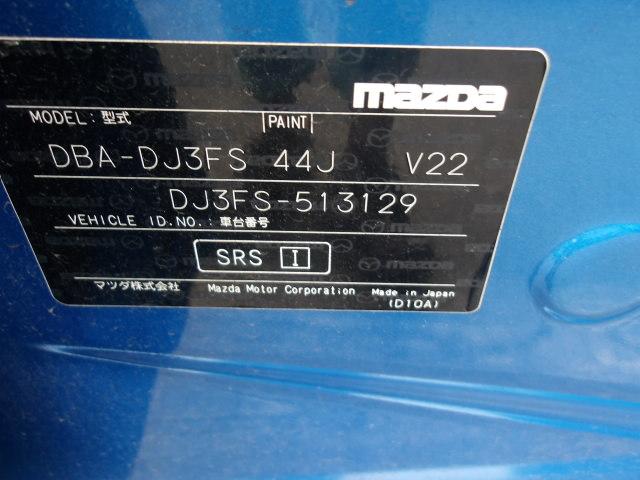 mazda
MODEL: 型式 |PAINT|
DBA-DJ3FS 44J V22
DJ3FS-513129
VEHICLE ID.NO.: 車台番号
SRS I
マツダ株式会社 Mazda Motor Corporation Made in Japan
(D10A)